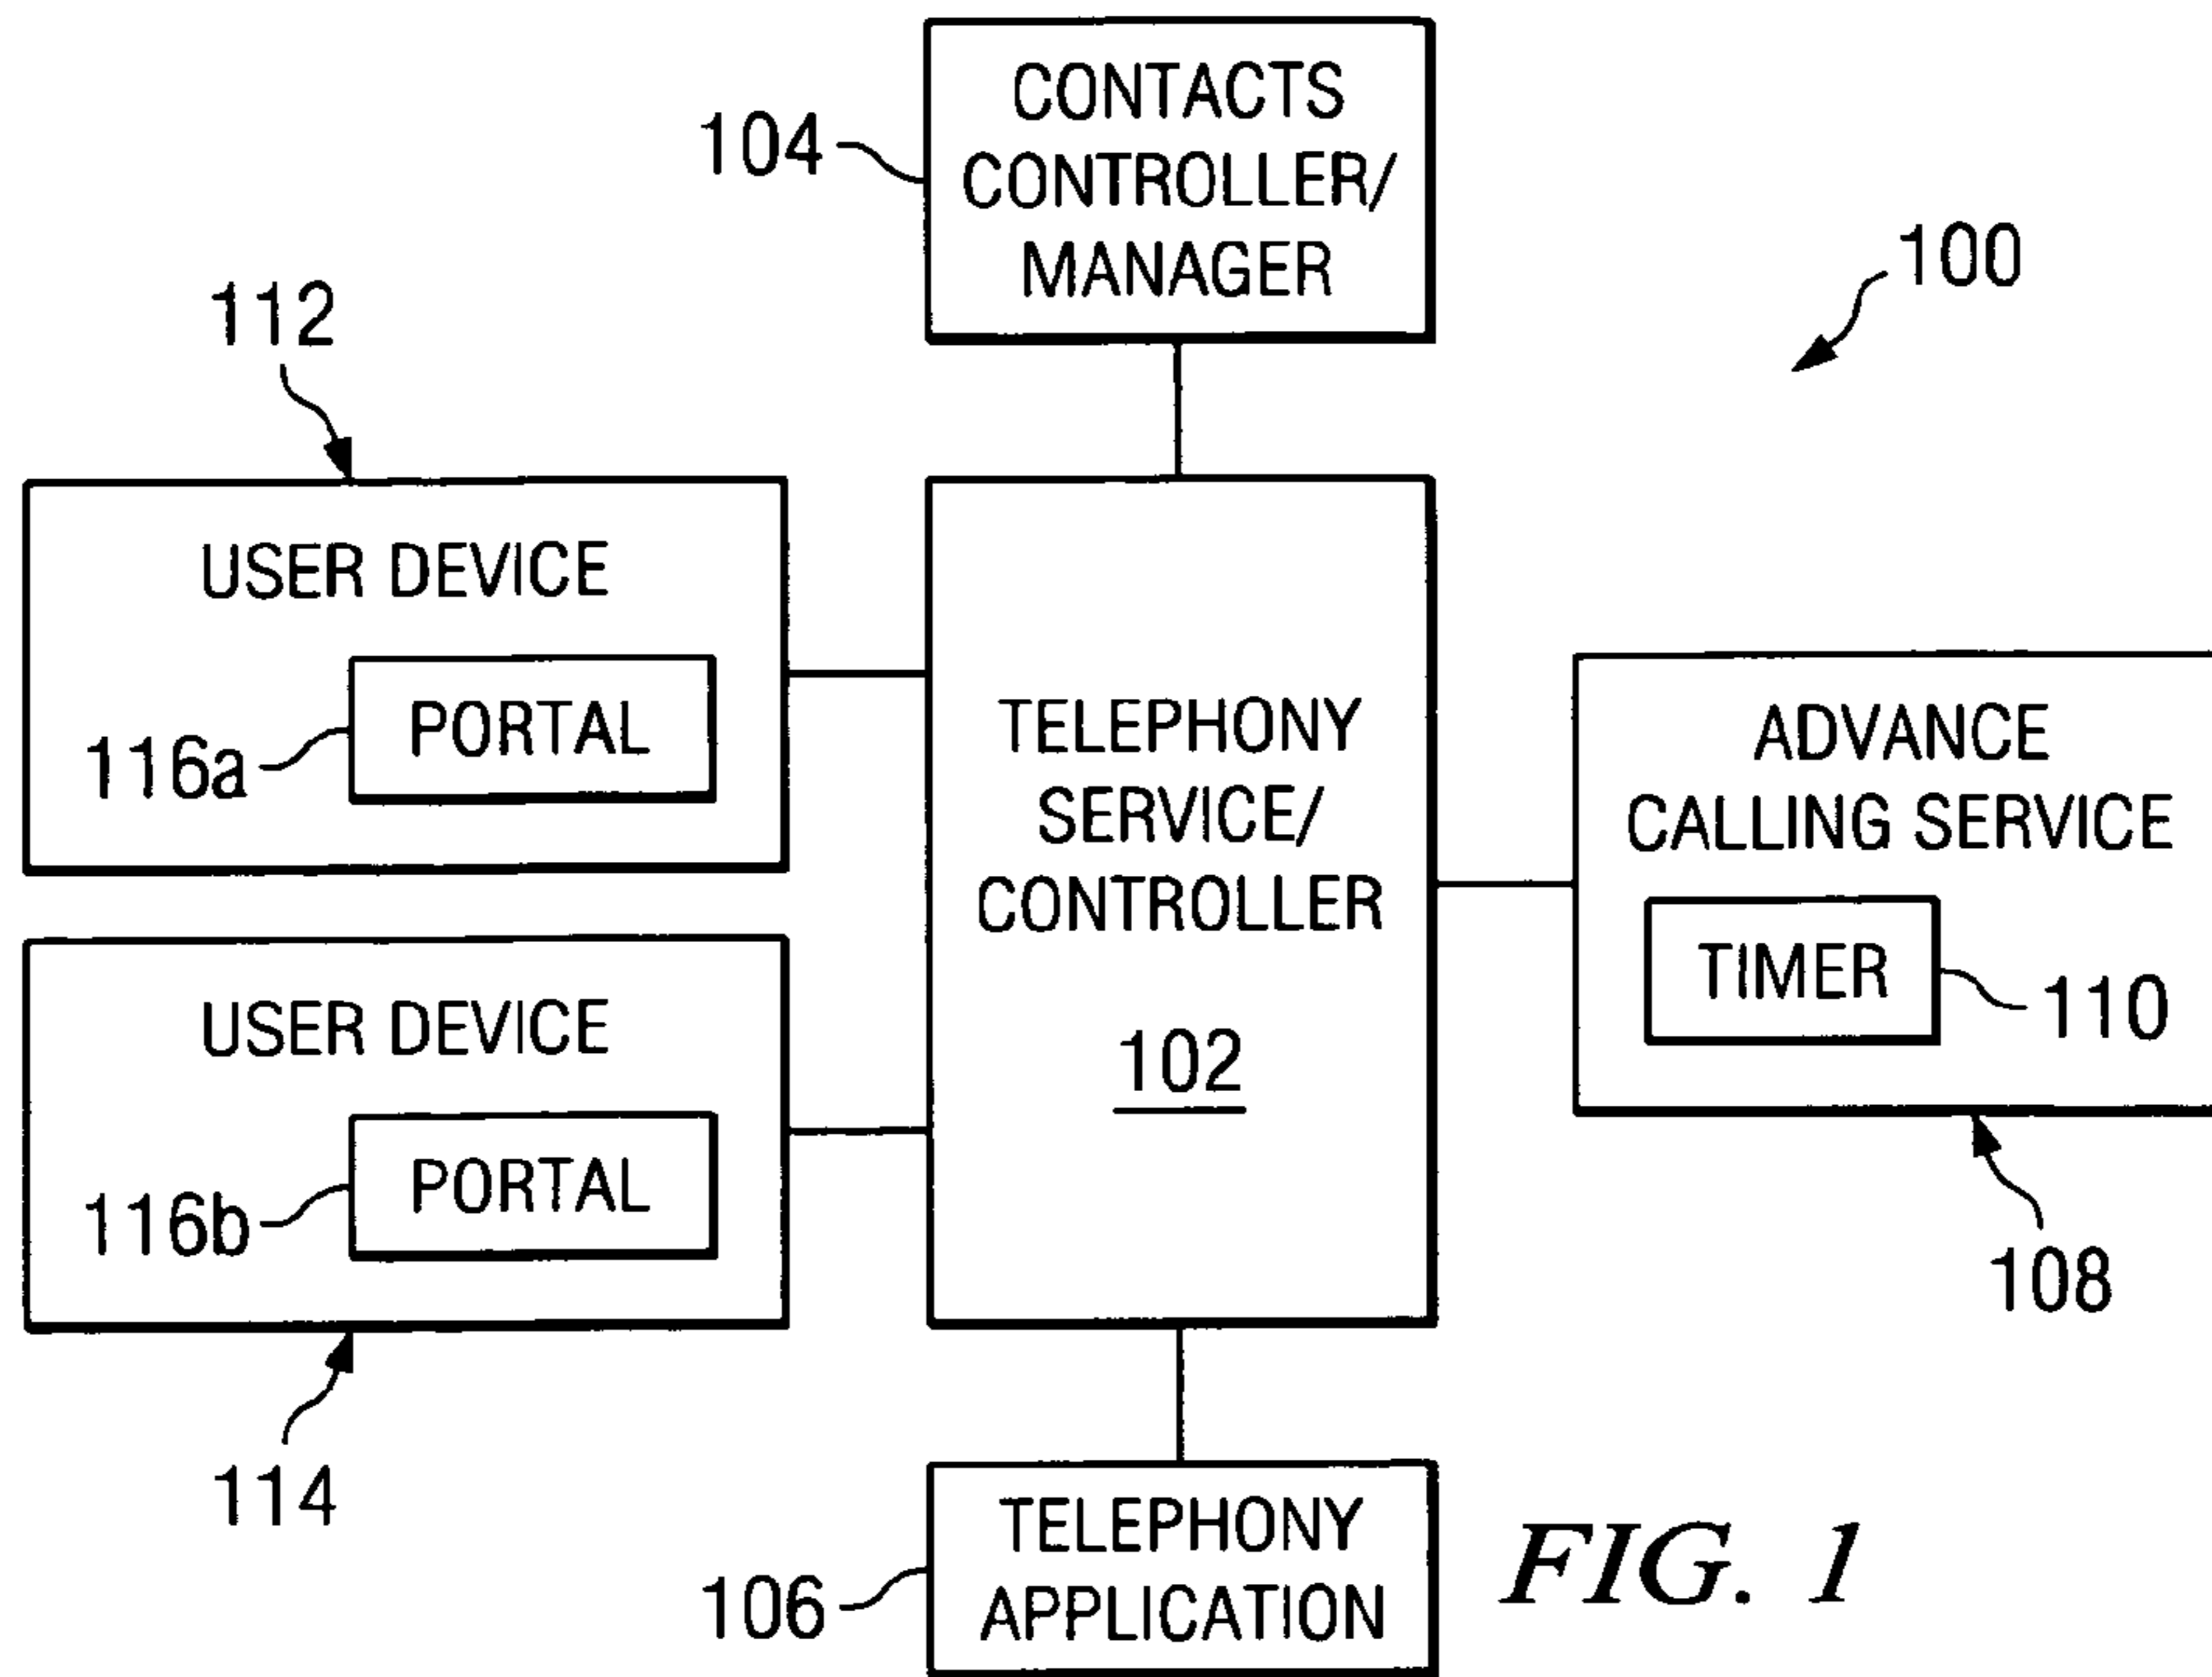 CONTACTS
CONTROLLER/
MANAGER
104
100
112
USER DEVICE
PORTAL
116a
TELEPHONY
SERVICE/
CONTROLLER
102
ADVANCE
CALLING SERVICE
TIMER
110
108
USER DEVICE
PORTAL
116b
114
TELEPHONY
APPLICATION
106
FIG. 1